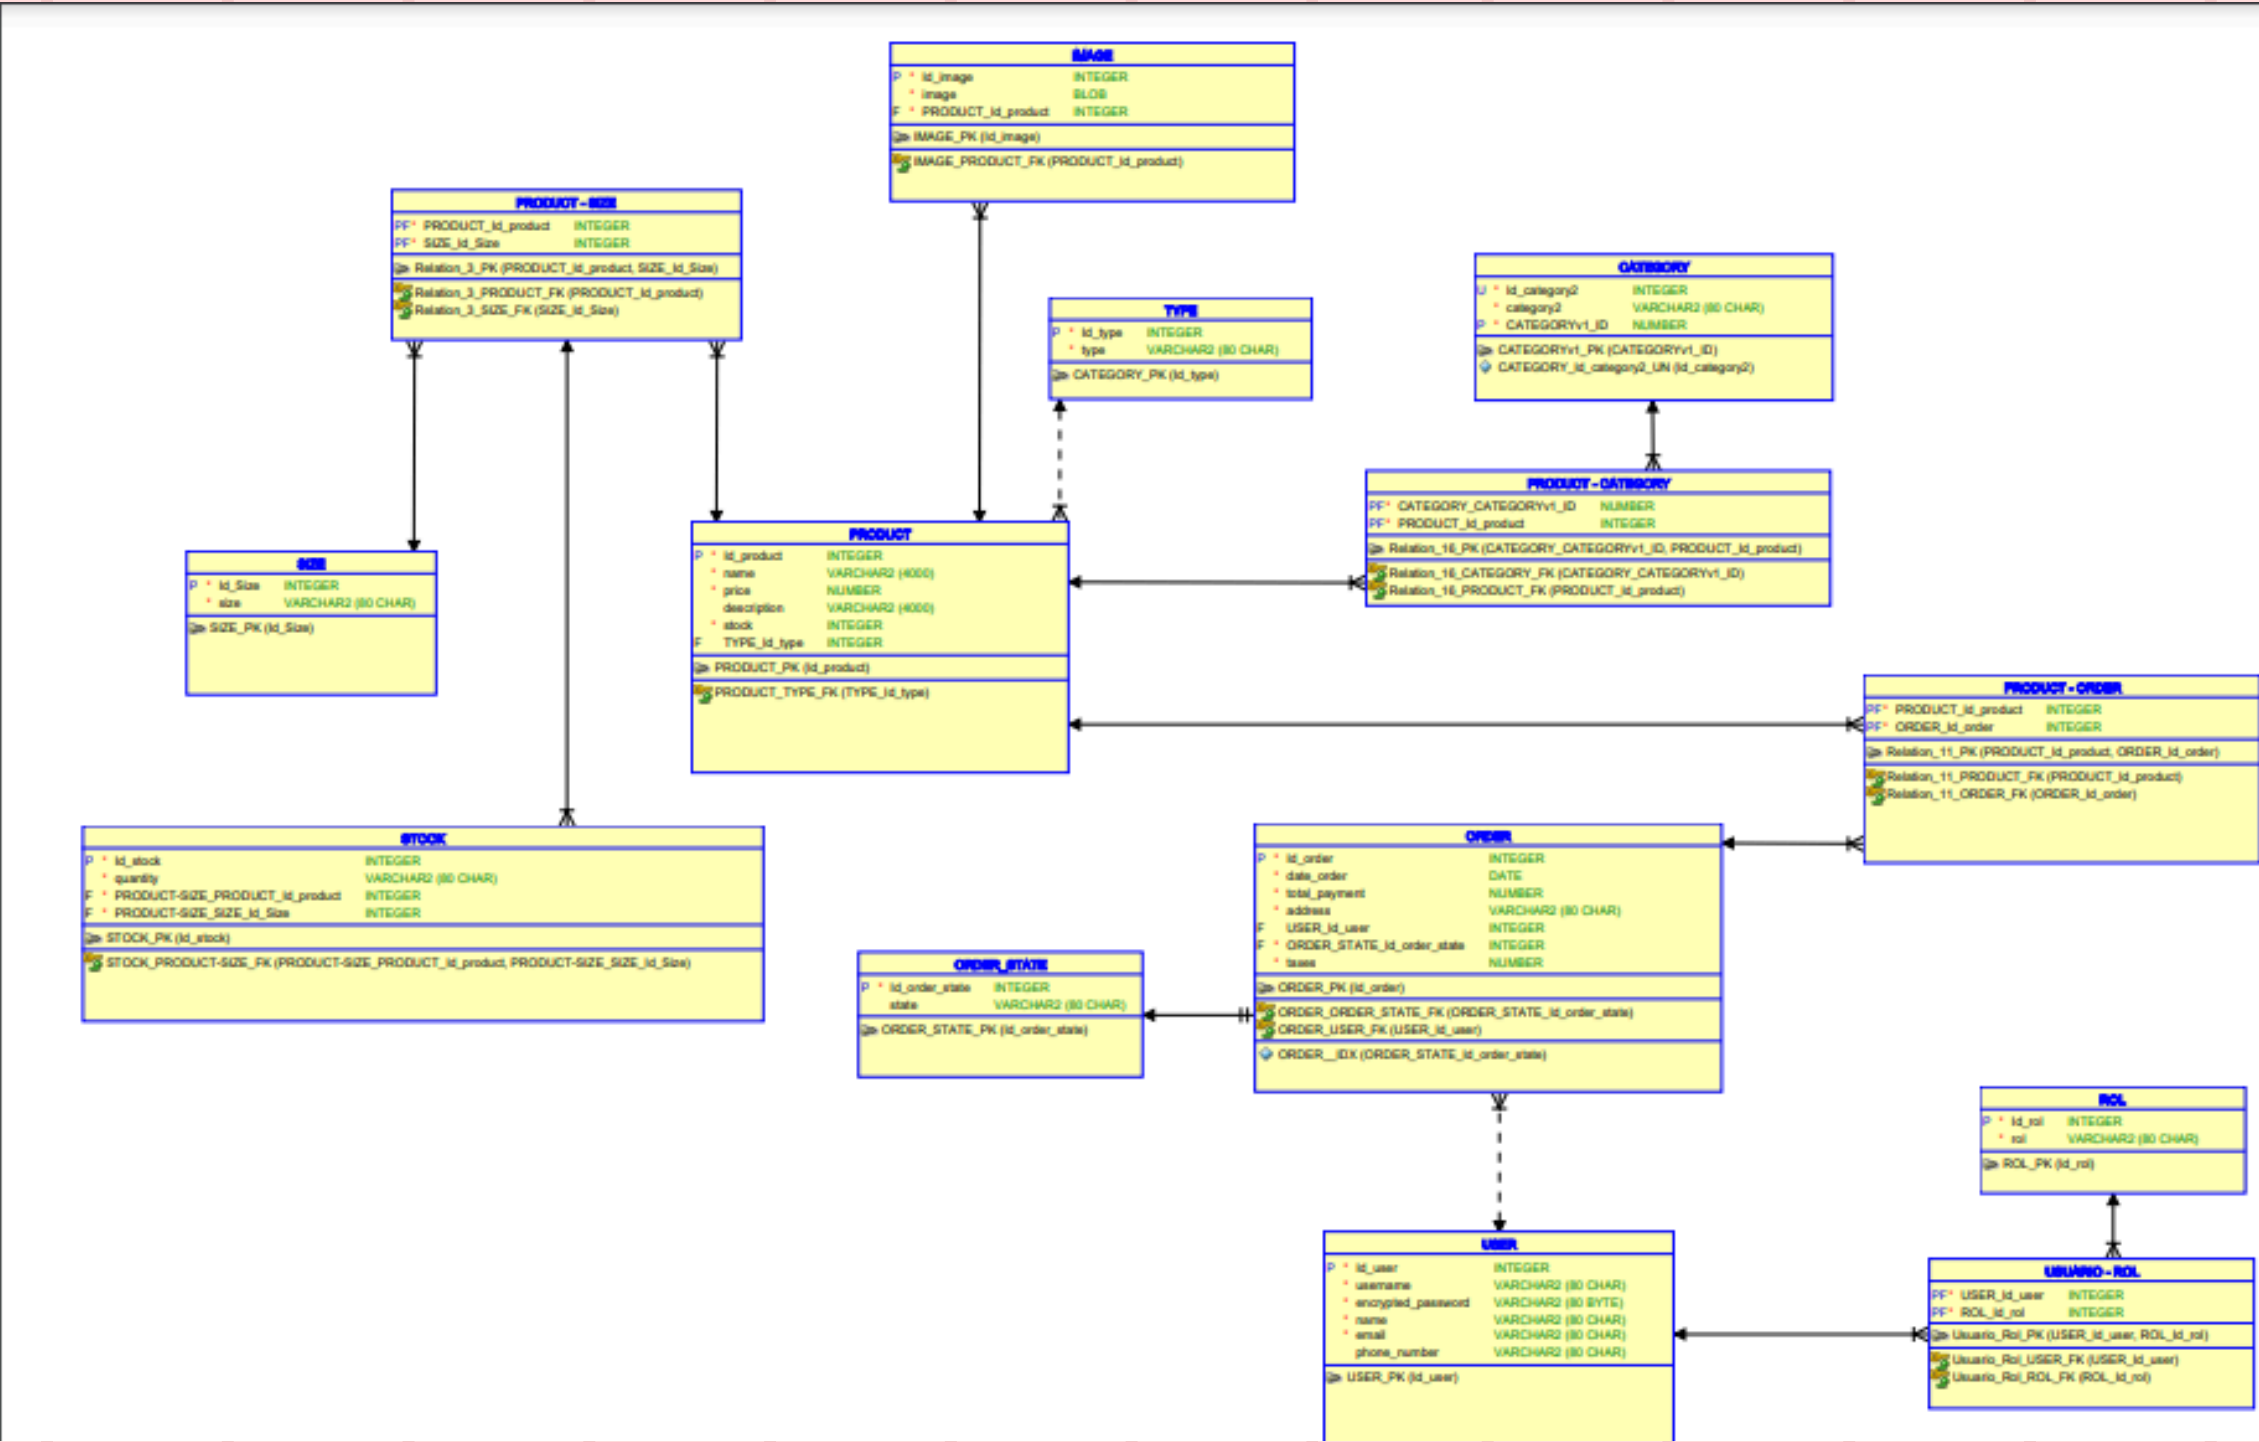 IMAGE
P * Id_image INTEGER
* image BLOB
F * PRODUCT_Id_product INTEGER
IMAGE_PK (Id_image)
IMAGE_PRODUCT_FK (PRODUCT_Id_product)
PRODUCT - SIZE
PF* PRODUCT_Id_product INTEGER
PF* SIZE_Id_Size INTEGER
Relation_3_PK (PRODUCT_Id_product, SIZE_Id_Size)
Relation_3_PRODUCT_FK (PRODUCT_Id_product)
Relation_3_SIZE_FK (SIZE_Id_Size)
CATEGORY
U * Id_category2 INTEGER
* category2 VARCHAR2 (80 CHAR)
P * CATEGORYv1_ID NUMBER
CATEGORYv1_PK (CATEGORYv1_ID)
CATEGORY_Id_category2_UN (Id_category2)
TYPE
P * Id_type INTEGER
* type VARCHAR2 (80 CHAR)
CATEGORY_PK (Id_type)
PRODUCT - CATEGORY
PF* CATEGORY_CATEGORYv1_ID NUMBER
PF* PRODUCT_Id_product INTEGER
Relation_16_PK (CATEGORY_CATEGORYv1_ID, PRODUCT_Id_product)
Relation_16_CATEGORY_FK (CATEGORY_CATEGORYv1_ID)
Relation_16_PRODUCT_FK (PRODUCT_Id_product)
PRODUCT
P * Id_product INTEGER
* name VARCHAR2 (4000)
* price NUMBER
description VARCHAR2 (4000)
* stock INTEGER
F TYPE_Id_type INTEGER
PRODUCT_PK (Id_product)
PRODUCT_TYPE_FK (TYPE_Id_type)
SIZE
P * Id_Size INTEGER
* size VARCHAR2 (80 CHAR)
SIZE_PK (Id_Size)
PRODUCT - ORDER
PF* PRODUCT_Id_product INTEGER
PF* ORDER_Id_order INTEGER
Relation_11_PK (PRODUCT_Id_product, ORDER_Id_order)
Relation_11_PRODUCT_FK (PRODUCT_Id_product)
Relation_11_ORDER_FK (ORDER_Id_order)
STOCK
P * Id_stock INTEGER
* quantity VARCHAR2 (80 CHAR)
F * PRODUCT-SIZE_PRODUCT_Id_product INTEGER
F * PRODUCT-SIZE_SIZE_Id_Size INTEGER
STOCK_PK (Id_stock)
STOCK_PRODUCT-SIZE_FK (PRODUCT-SIZE_PRODUCT_Id_product, PRODUCT-SIZE_SIZE_Id_Size)
ORDER
P * Id_order INTEGER
* date_order DATE
* total_payment NUMBER
* address VARCHAR2 (80 CHAR)
F USER_Id_user INTEGER
F * ORDER_STATE_Id_order_state INTEGER
* taxes NUMBER
ORDER_PK (Id_order)
ORDER_ORDER_STATE_FK (ORDER_STATE_Id_order_state)
ORDER_USER_FK (USER_Id_user)
ORDER__IDX (ORDER_STATE_Id_order_state)
ORDER_STATE
P * Id_order_state INTEGER
state VARCHAR2 (80 CHAR)
ORDER_STATE_PK (Id_order_state)
ROL
P * Id_rol INTEGER
* rol VARCHAR2 (80 CHAR)
ROL_PK (Id_rol)
USER
P * Id_user INTEGER
* username VARCHAR2 (80 CHAR)
* encrypted_password VARCHAR2 (80 BYTE)
* name VARCHAR2 (80 CHAR)
* email VARCHAR2 (80 CHAR)
phone_number VARCHAR2 (80 CHAR)
USER_PK (Id_user)
USUARIO - ROL
PF* USER_Id_user INTEGER
PF* ROL_Id_rol INTEGER
Usuario_Rol_PK (USER_Id_user, ROL_Id_rol)
Usuario_Rol_USER_FK (USER_Id_user)
Usuario_Rol_ROL_FK (ROL_Id_rol)